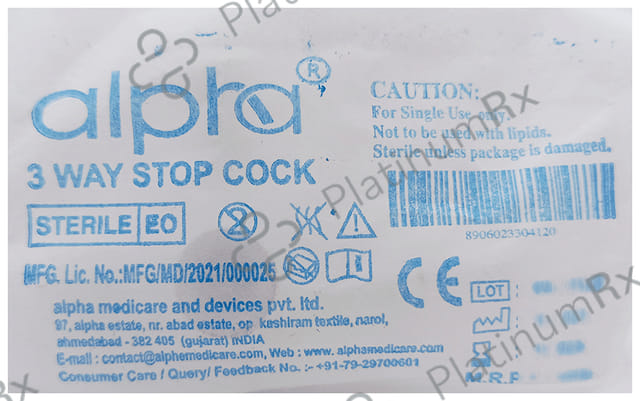 alpha®
3 WAY STOP COCK
STERILE EO
MFG. Lic. No.:MFG/MD/2021/000025
alpha medicare and devices pvt. ltd.
97, alpha estate, nr. abad estate, op. kashiram textile, narol,
ahmedabad - 382 405 (gujarat) INDIA
E-mail : contact@alphamedicare.com, Web : www.alphamedicare.com
Consumer Care / Query/ Feedback No. :- +91-79-29700601
CAUTION:
For Single Use only.
Not to be used with lipids.
Sterile unless package is damaged.
8906023304120
CE
LOT :
M.R.P
PlatinumRx
PlatinumRx
PlatinumRx